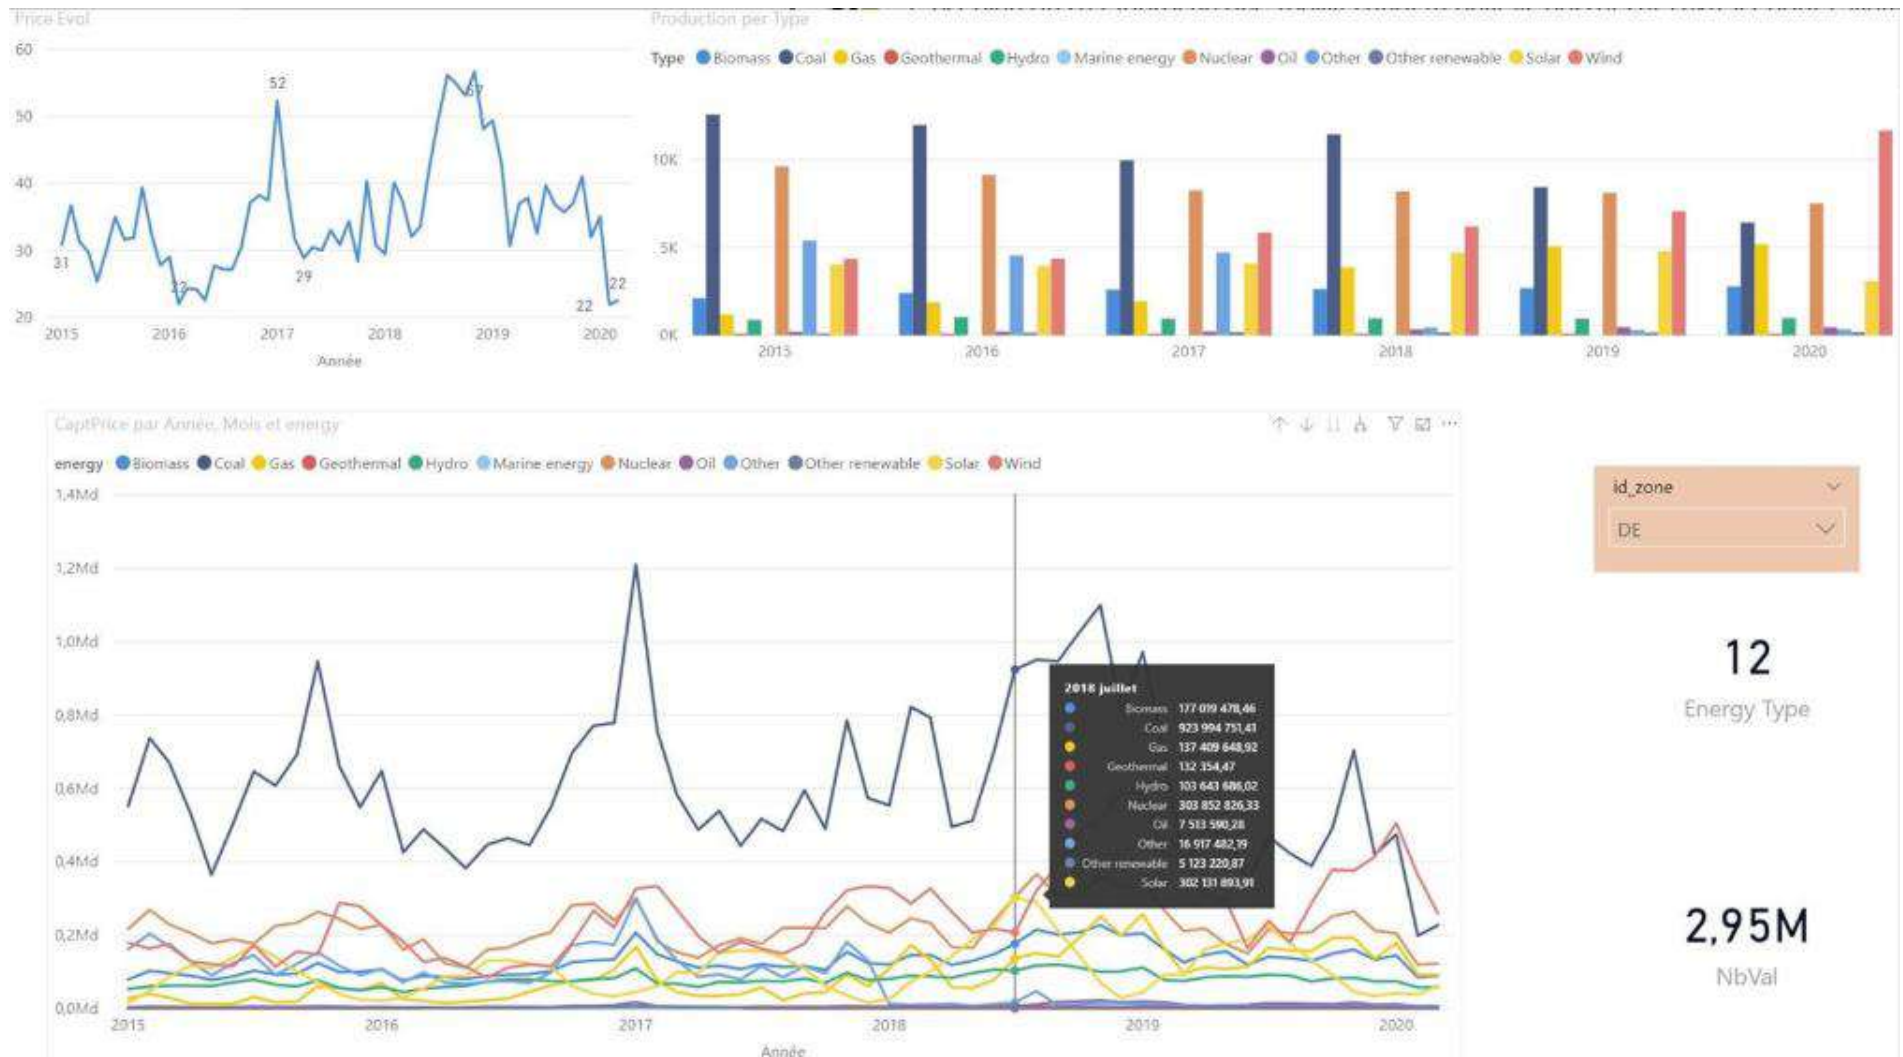 Price Evol
60
50
40
30
20
31
22
52
29
57
22
22
2015 2016 2017 2018 2019 2020
Année
Production per Type
Type Biomass Coal Gas Geothermal Hydro Marine energy Nuclear Oil Other Other renewable Solar Wind
10K
5K
0K
2015 2016 2017 2018 2019 2020
CaptPrice par Année, Mois et energy
energy Biomass Coal Gas Geothermal Hydro Marine energy Nuclear Oil Other Other renewable Solar Wind
1,4Md
1,2Md
1,0Md
0,8Md
0,6Md
0,4Md
0,2Md
0,0Md
2015 2016 2017 2018 2019 2020
Année
2018 juillet
Biomass 177 019 478,46
Coal 923 994 751,41
Gas 137 409 648,92
Geothermal 132 354,47
Hydro 103 643 686,02
Nuclear 303 852 826,33
Oil 7 513 590,28
Other 16 917 482,19
Other renewable 5 123 220,87
Solar 302 131 893,91
id_zone
DE
12
Energy Type
2,95M
NbVal